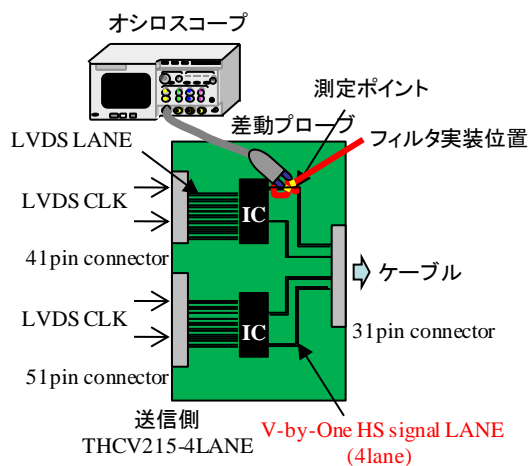 オシロスコープ
測定ポイント
差動プローブ
フィルタ実装位置
LVDS LANE
LVDS CLK
IC
41pin connector
ケーブル
LVDS CLK
IC
31pin connector
51pin connector
送信側
THCV215-4LANE
V-by-One HS signal LANE
(4lane)